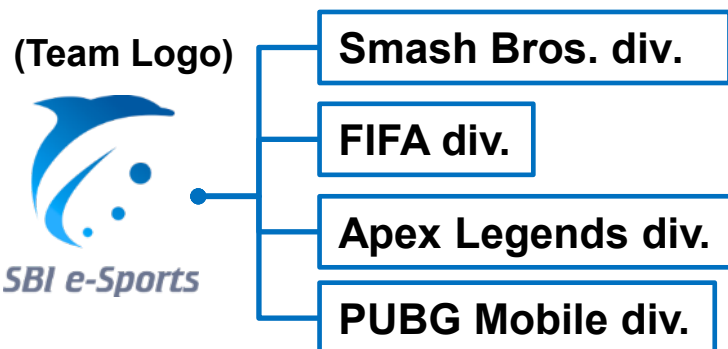 (Team Logo)
SBI e-Sports
Smash Bros. div.
FIFA div.
Apex Legends div.
PUBG Mobile div.